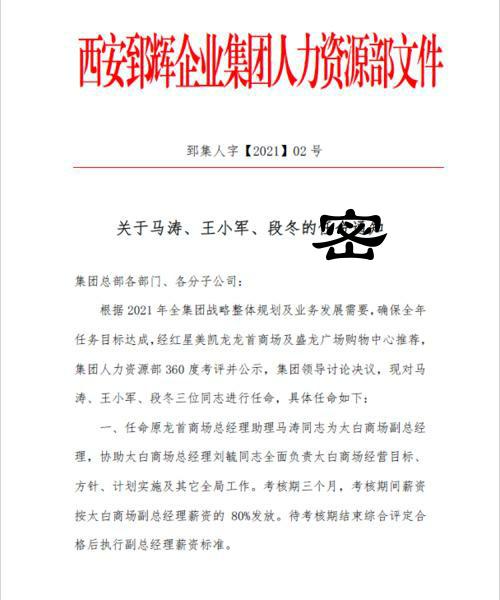 西安郅辉企业集团人力资源部文件
郅集人字【2021】02 号
关于马涛、王小军、段冬的任命通知
密
集团总部各部门、各分子公司：
根据 2021 年全集团战略整体规划及业务发展需要，确保全年
任务目标达成，经红星美凯龙龙首商场及盛龙广场购物中心推荐，
集团人力资源部 360 度考评并公示，集团领导讨论决议，现对马
涛、王小军、段冬三位同志进行任命，具体任命如下：
一、任命原龙首商场总经理助理马涛同志为太白商场副总经
理，协助太白商场总经理刘毓同志全面负责太白商场经营目标、
方针、计划实施及其它全局工作。考核期三个月，考核期间薪资
按太白商场副总经理薪资的 80%发放。待考核期结束综合评定合
格后执行副总经理薪资标准。